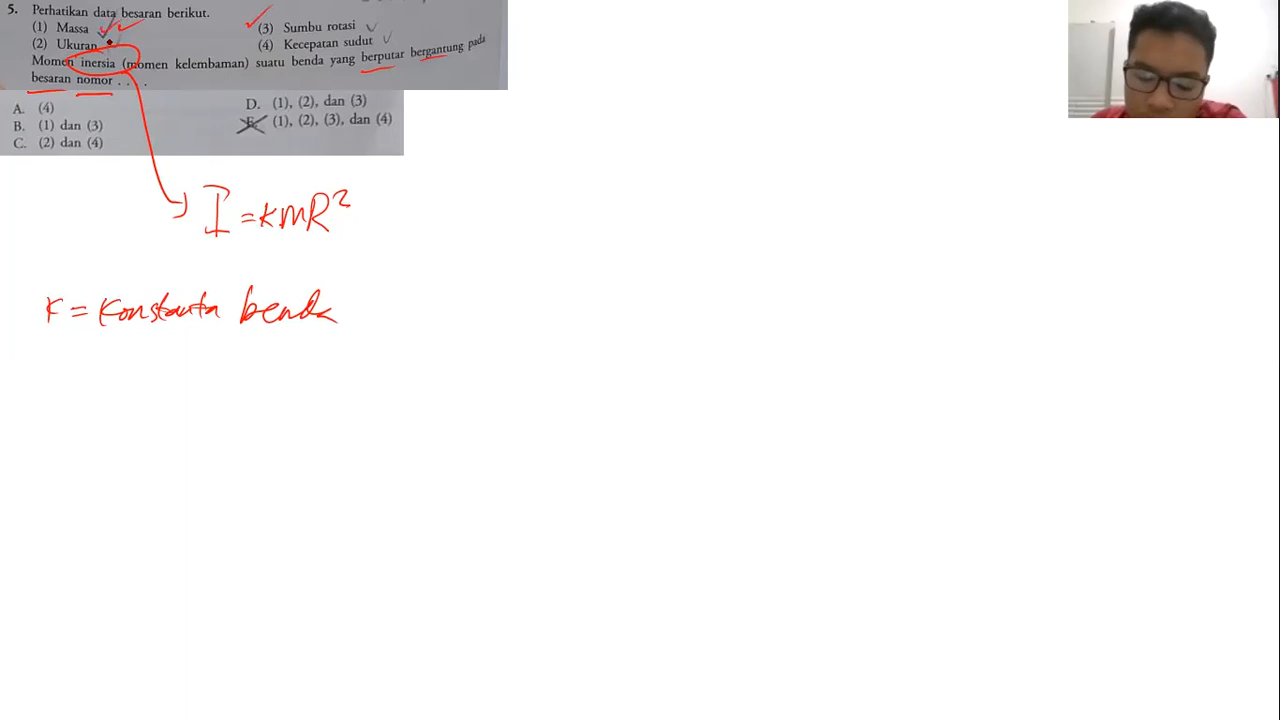 5. Perhatikan data besaran berikut.
(1) Massa (3) Sumbu rotasi
(2) Ukuran (4) Kecepatan sudut
Momen inersia (momen kelembaman) suatu benda yang berputar bergantung pada
besaran nomor . . . .
A. (4) D. (1), (2), dan (3)
B. (1) dan (3) E. (1), (2), (3), dan (4)
C. (2) dan (4)
I = kmR²
k = Konstanta benda